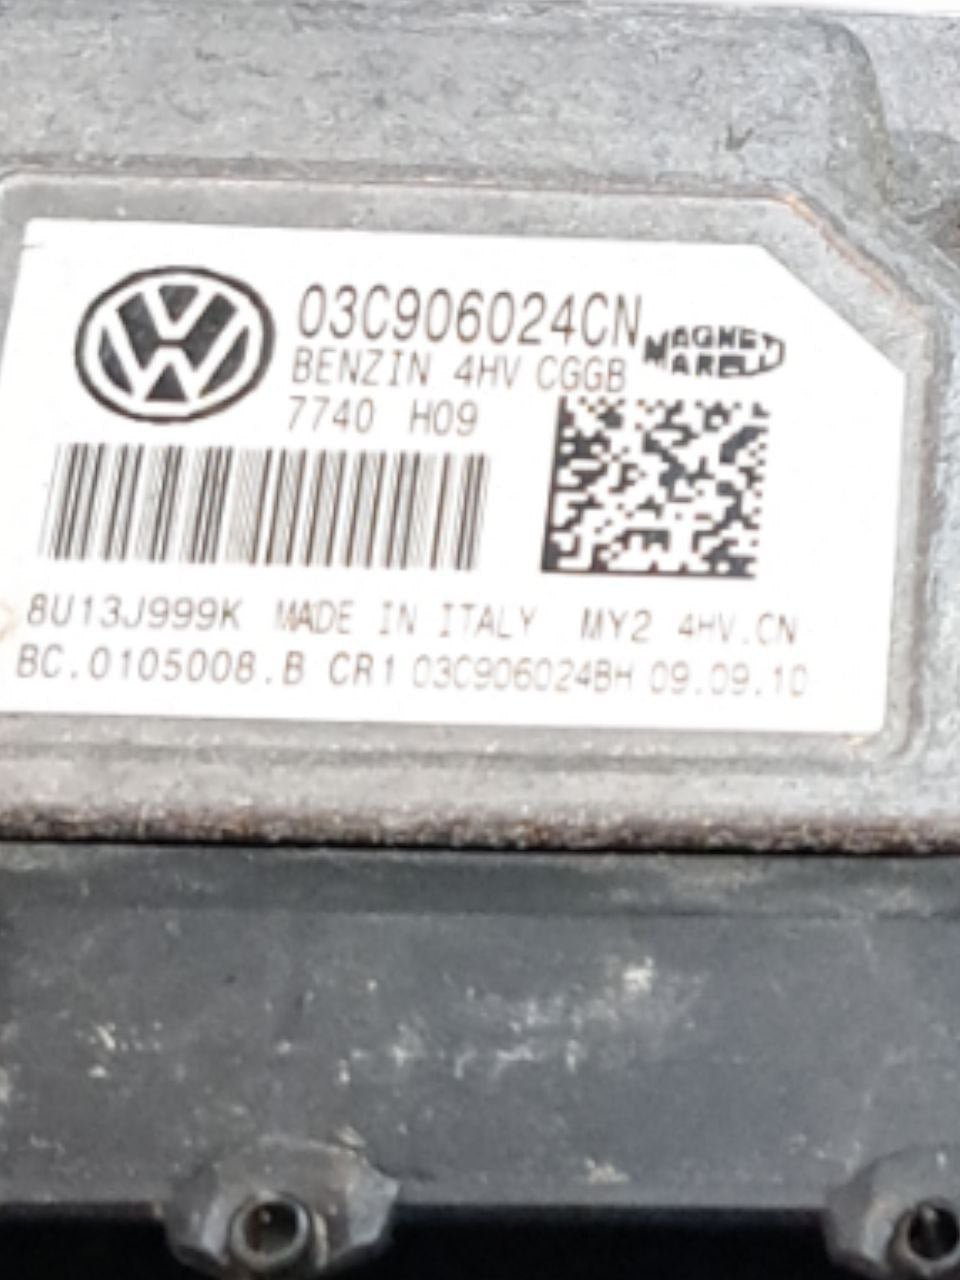 03C906024CN
MAGNETI
MARELLI
BENZIN 4HV CGGB
7740 H09
8U13J999K MADE IN ITALY MY2 4HV.CN
BC.0105008.B CR1 03C906024BH 09.09.10